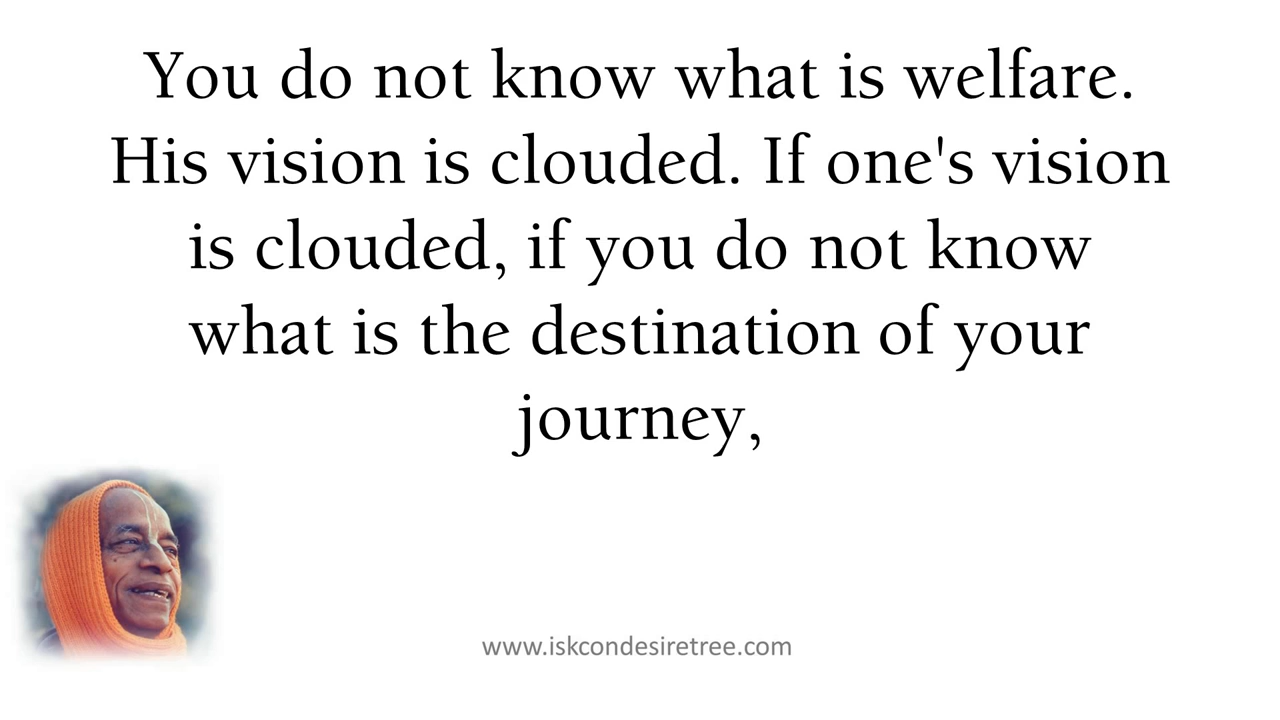 You do not know what is welfare.
His vision is clouded. If one's vision
is clouded, if you do not know
what is the destination of your
journey,
www.iskcondesiretree.com